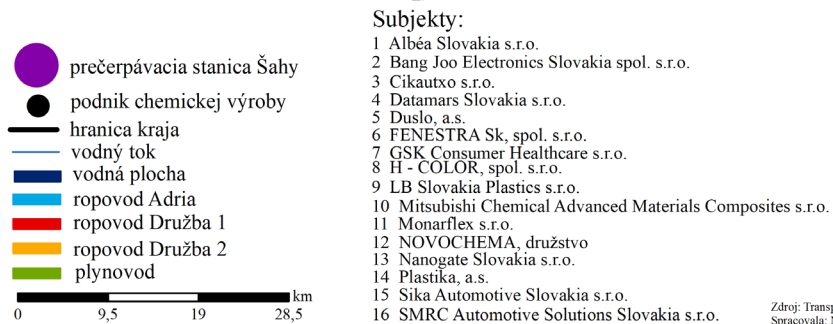 Subjekty:
1 Albéa Slovakia s.r.o.
2 Bang Joo Electronics Slovakia spol. s.r.o.
3 Cikautxo s.r.o.
4 Datamars Slovakia s.r.o.
5 Duslo, a.s.
6 FENESTRA Sk, spol. s.r.o.
7 GSK Consumer Healthcare s.r.o.
8 H - COLOR, spol. s.r.o.
9 LB Slovakia Plastics s.r.o.
10 Mitsubishi Chemical Advanced Materials Composites s.r.o.
11 Monarflex s.r.o.
12 NOVOCHEMA, družstvo
13 Nanogate Slovakia s.r.o.
14 Plastika, a.s.
15 Sika Automotive Slovakia s.r.o.
16 SMRC Automotive Solutions Slovakia s.r.o.
prečerpávacia stanica Šahy
podnik chemickej výroby
hranica kraja
vodný tok
vodná plocha
ropovod Adria
ropovod Družba 1
ropovod Družba 2
plynovod
km
0 9,5 19 28,5
Zdroj: Transp
Spracovala: